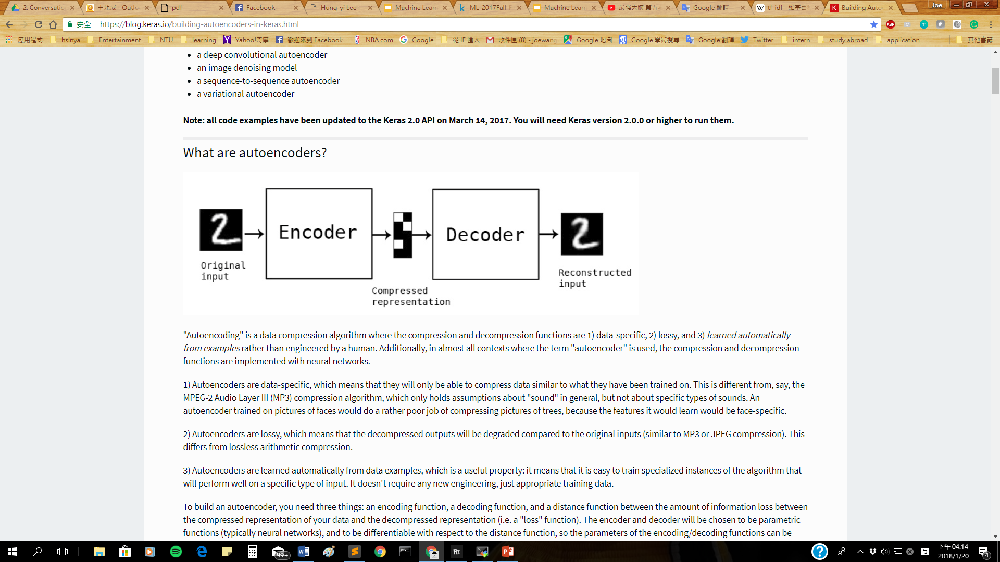 2. Conversatio
王允成 - Outlo
pdf
Facebook
Hung-yi Lee
Machine Lear
ML-2017Fall-F
Machine Lear
最强大脑 第五季
Google 翻譯
tf-idf - 維基百
Building Auto
Joe
安全
https://blog.keras.io/building-autoencoders-in-keras.html
ABP
應用程式
hsinya
Entertainment
NTU
learning
Yahoo!奇摩
歡迎來到 Facebook
NBA.com
Google
從 IE 匯入
收件匣 (8) - joewang
Google 地圖
Google 學術搜尋
Google 翻譯
Twitter
intern
study abroad
application
其他書籤
• a deep convolutional autoencoder
• an image denoising model
• a sequence-to-sequence autoencoder
• a variational autoencoder
Note: all code examples have been updated to the Keras 2.0 API on March 14, 2017. You will need Keras version 2.0.0 or higher to run them.
What are autoencoders?
Encoder
Decoder
Original
input
Compressed
representation
Reconstructed
input
"Autoencoding" is a data compression algorithm where the compression and decompression functions are 1) data-specific, 2) lossy, and 3) learned automatically
from examples rather than engineered by a human. Additionally, in almost all contexts where the term "autoencoder" is used, the compression and decompression
functions are implemented with neural networks.
1) Autoencoders are data-specific, which means that they will only be able to compress data similar to what they have been trained on. This is different from, say, the
MPEG-2 Audio Layer III (MP3) compression algorithm, which only holds assumptions about "sound" in general, but not about specific types of sounds. An
autoencoder trained on pictures of faces would do a rather poor job of compressing pictures of trees, because the features it would learn would be face-specific.
2) Autoencoders are lossy, which means that the decompressed outputs will be degraded compared to the original inputs (similar to MP3 or JPEG compression). This
differs from lossless arithmetic compression.
3) Autoencoders are learned automatically from data examples, which is a useful property: it means that it is easy to train specialized instances of the algorithm that
will perform well on a specific type of input. It doesn't require any new engineering, just appropriate training data.
To build an autoencoder, you need three things: an encoding function, a decoding function, and a distance function between the amount of information loss between
the compressed representation of your data and the decompressed representation (i.e. a "loss" function). The encoder and decoder will be chosen to be parametric
functions (typically neural networks), and to be differentiable with respect to the distance function, so the parameters of the encoding/decoding functions can be
99+
下午 04:14
2018/1/20
4